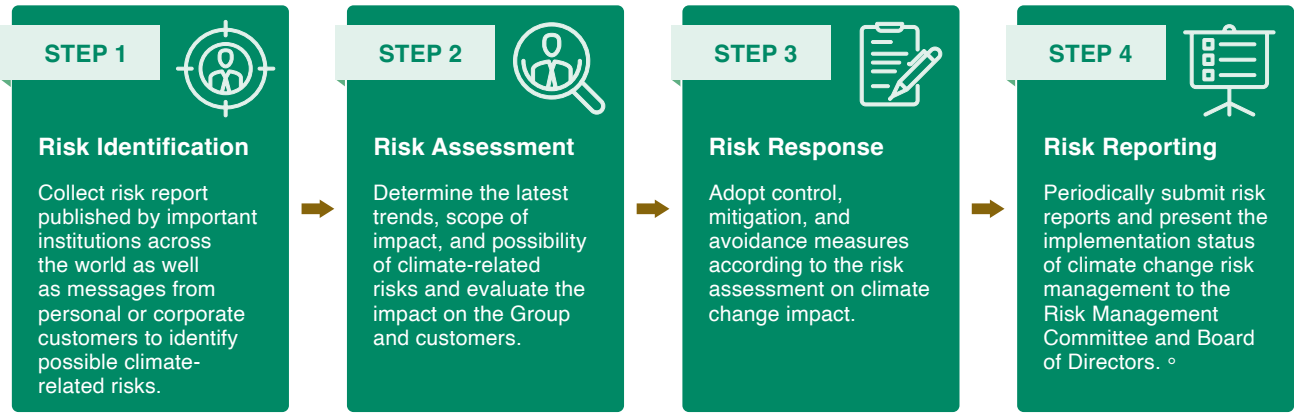 STEP 1
Risk Identification
Collect risk report
published by important
institutions across
the world as well
as messages from
personal or corporate
customers to identify
possible climate-
related risks.
STEP 2
Risk Assessment
Determine the latest
trends, scope of
impact, and possibility
of climate-related
risks and evaluate the
impact on the Group
and customers.
STEP 3
Risk Response
Adopt control,
mitigation, and
avoidance measures
according to the risk
assessment on climate
change impact.
STEP 4
Risk Reporting
Periodically submit risk
reports and present the
implementation status
of climate change risk
management to the
Risk Management
Committee and Board
of Directors. 。